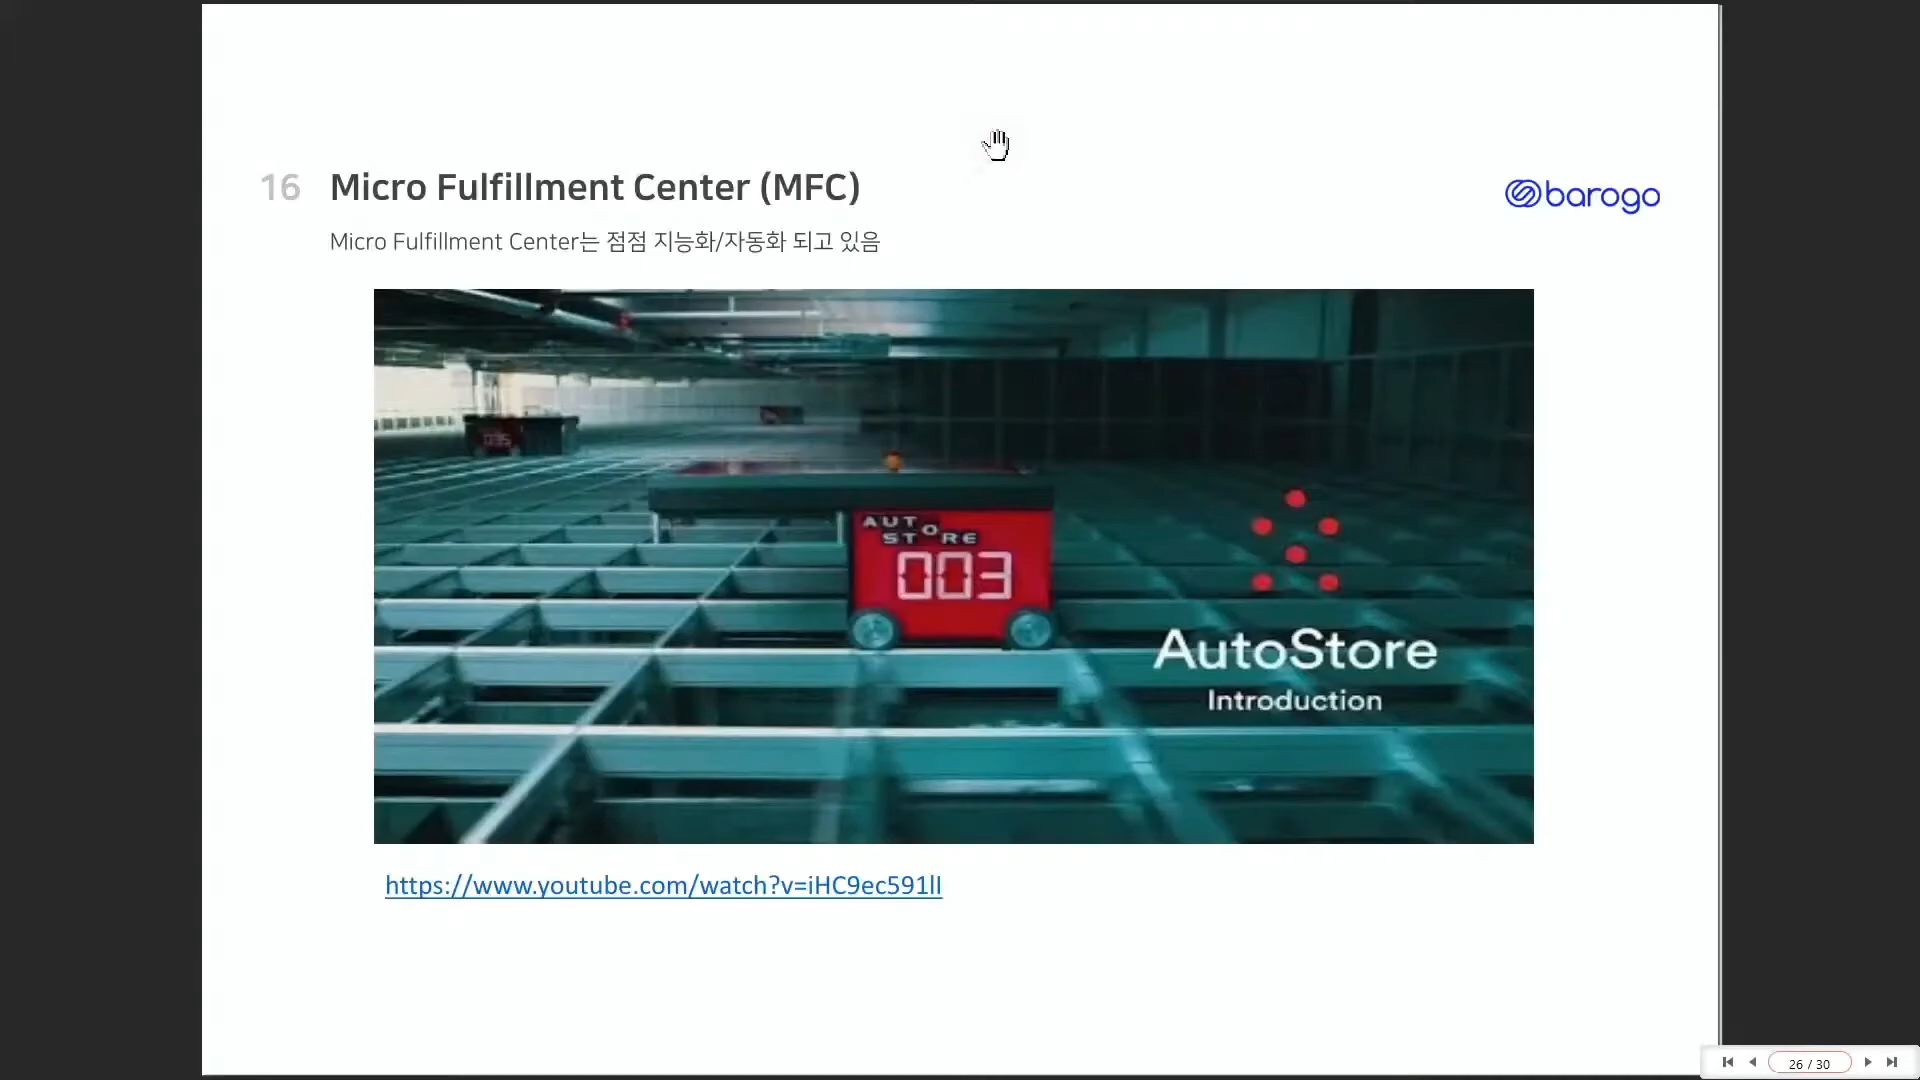 16 Micro Fulfillment Center (MFC)
barogo
Micro Fulfillment Center는 점점 지능화/자동화 되고 있음
035
AUTOSTORE
003
AutoStore
Introduction
https://www.youtube.com/watch?v=iHC9ec591lI
26 / 30